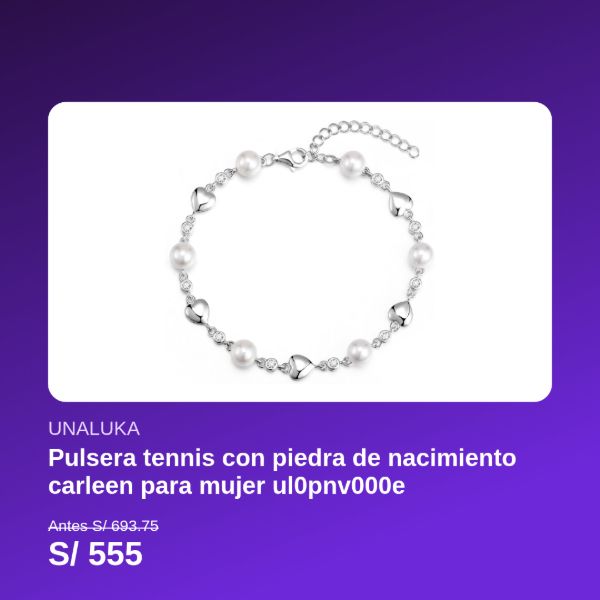 UNALUKA
Pulsera tennis con piedra de nacimiento
carleen para mujer ul0pnv000e
Antes S/ 693.75
S/ 555